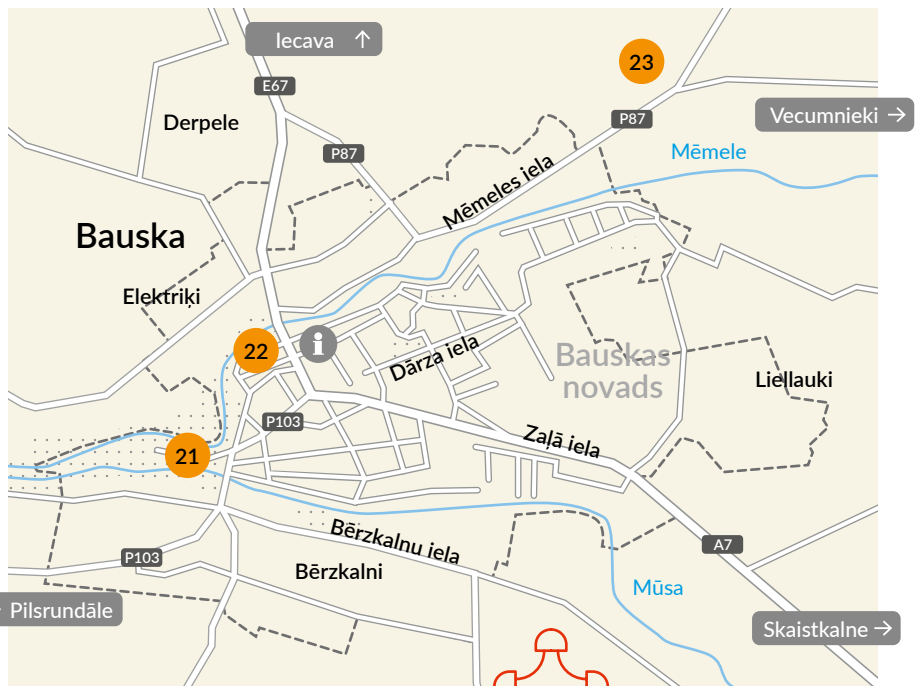 Iecava ↑
23
E67
Vecumnieki →
Derpele
P87
P87
Mēmele
Mēmeles iela
Bauska
Elektriķi
22
i
Dārza iela
Bauskas
novads
Liellauki
P103
21
Zaļā iela
Bērzkalnu iela
A7
P103
Bērzkalni
Mūsa
Pilsrundāle
Skaistkalne →